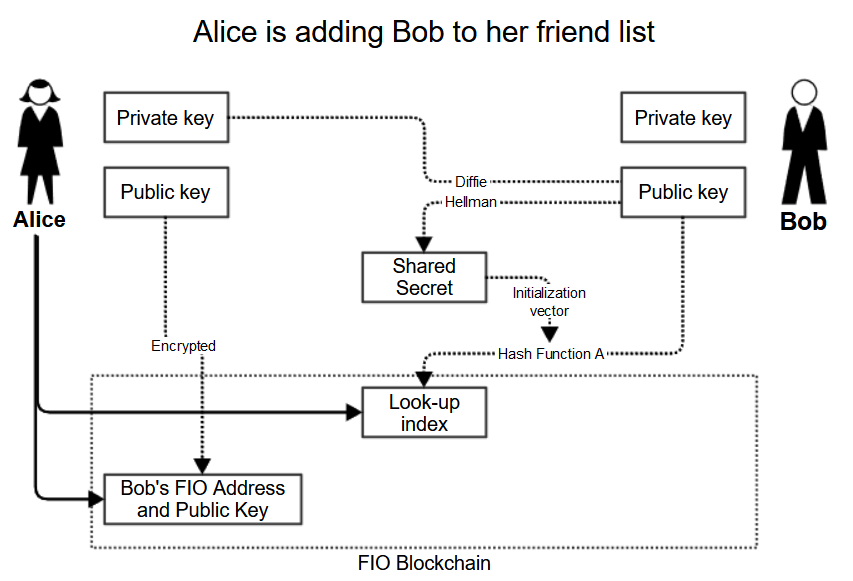 Alice is adding Bob to her friend list
Private key
Private key
Public key
Diffie
Hellman
Public key
Alice
Bob
Shared
Secret
Initialization
vector
Encrypted
Hash Function A
Look-up
index
Bob's FIO Address
and Public Key
FIO Blockchain